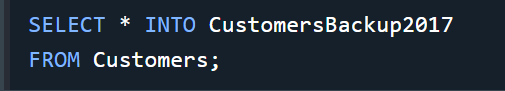 SELECT * INTO CustomersBackup2017
FROM Customers;